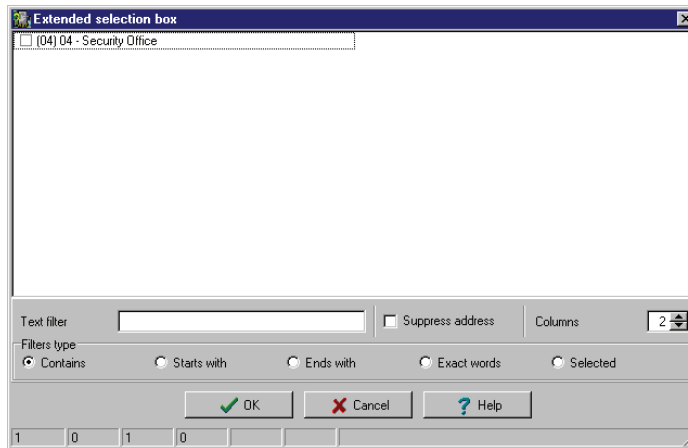 Extended selection box
(04) 04 - Security Office
Text filter
Suppress address
Columns
2
Filters type
Contains
Starts with
Ends with
Exact words
Selected
OK
Cancel
? Help
1 0 1 0